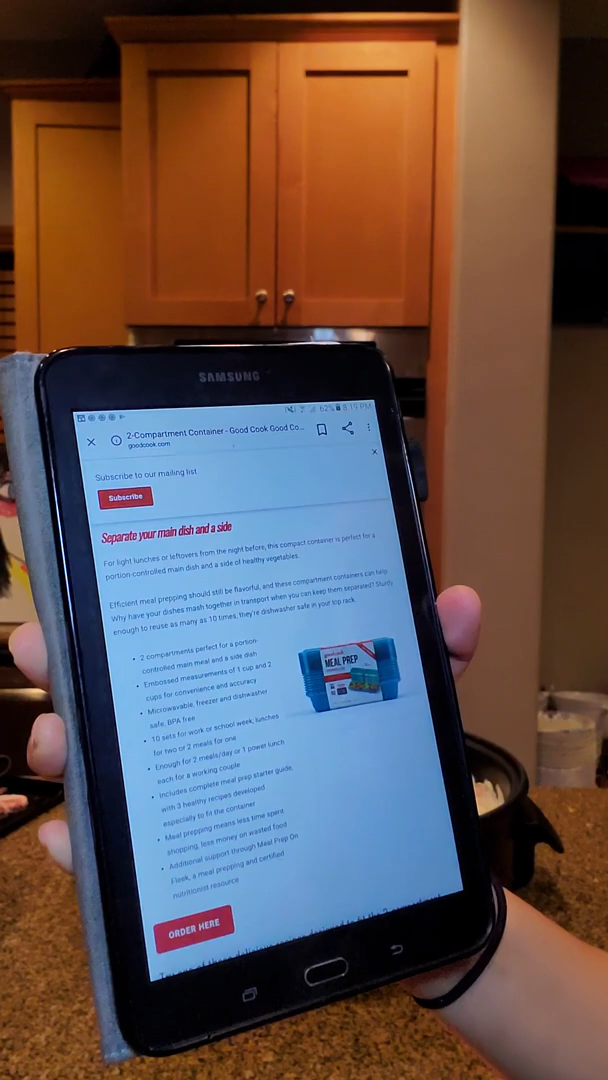 SAMSUNG
62% 8:19 PM
2-Compartment Container - Good Cook Good Co...
goodcook.com
Subscribe to our mailing list
Subscribe
Separate your main dish and a side
For light lunches or leftovers from the night before, this compact container is perfect for a
portion-controlled main dish and a side of healthy vegetables.
Efficient meal prepping should still be flavorful, and these compartment containers can help.
Why have your dishes mash together in transport when you can keep them separated? Sturdy
enough to reuse as many as 10 times, they're dishwasher safe in your top rack.
• 2 compartments perfect for a portion-
controlled main meal and a side dish
• Embossed measurements of 1 cup and 2
cups for convenience and accuracy
• Microwavable, freezer and dishwasher
safe, BPA free
• 10 sets for work or school week, lunches
for two or 2 meals for one
• Enough for 2 meals/day or 1 power lunch
each for a working couple
• Includes complete meal prep starter guide,
with 3 healthy recipes developed
especially to fit the container
• Meal prepping means less time spent
shopping, less money on wasted food
• Additional support through Meal Prep On
Fleek, a meal prepping and certified
nutritionist resource
goodcook
MEAL PREP
ORDER HERE